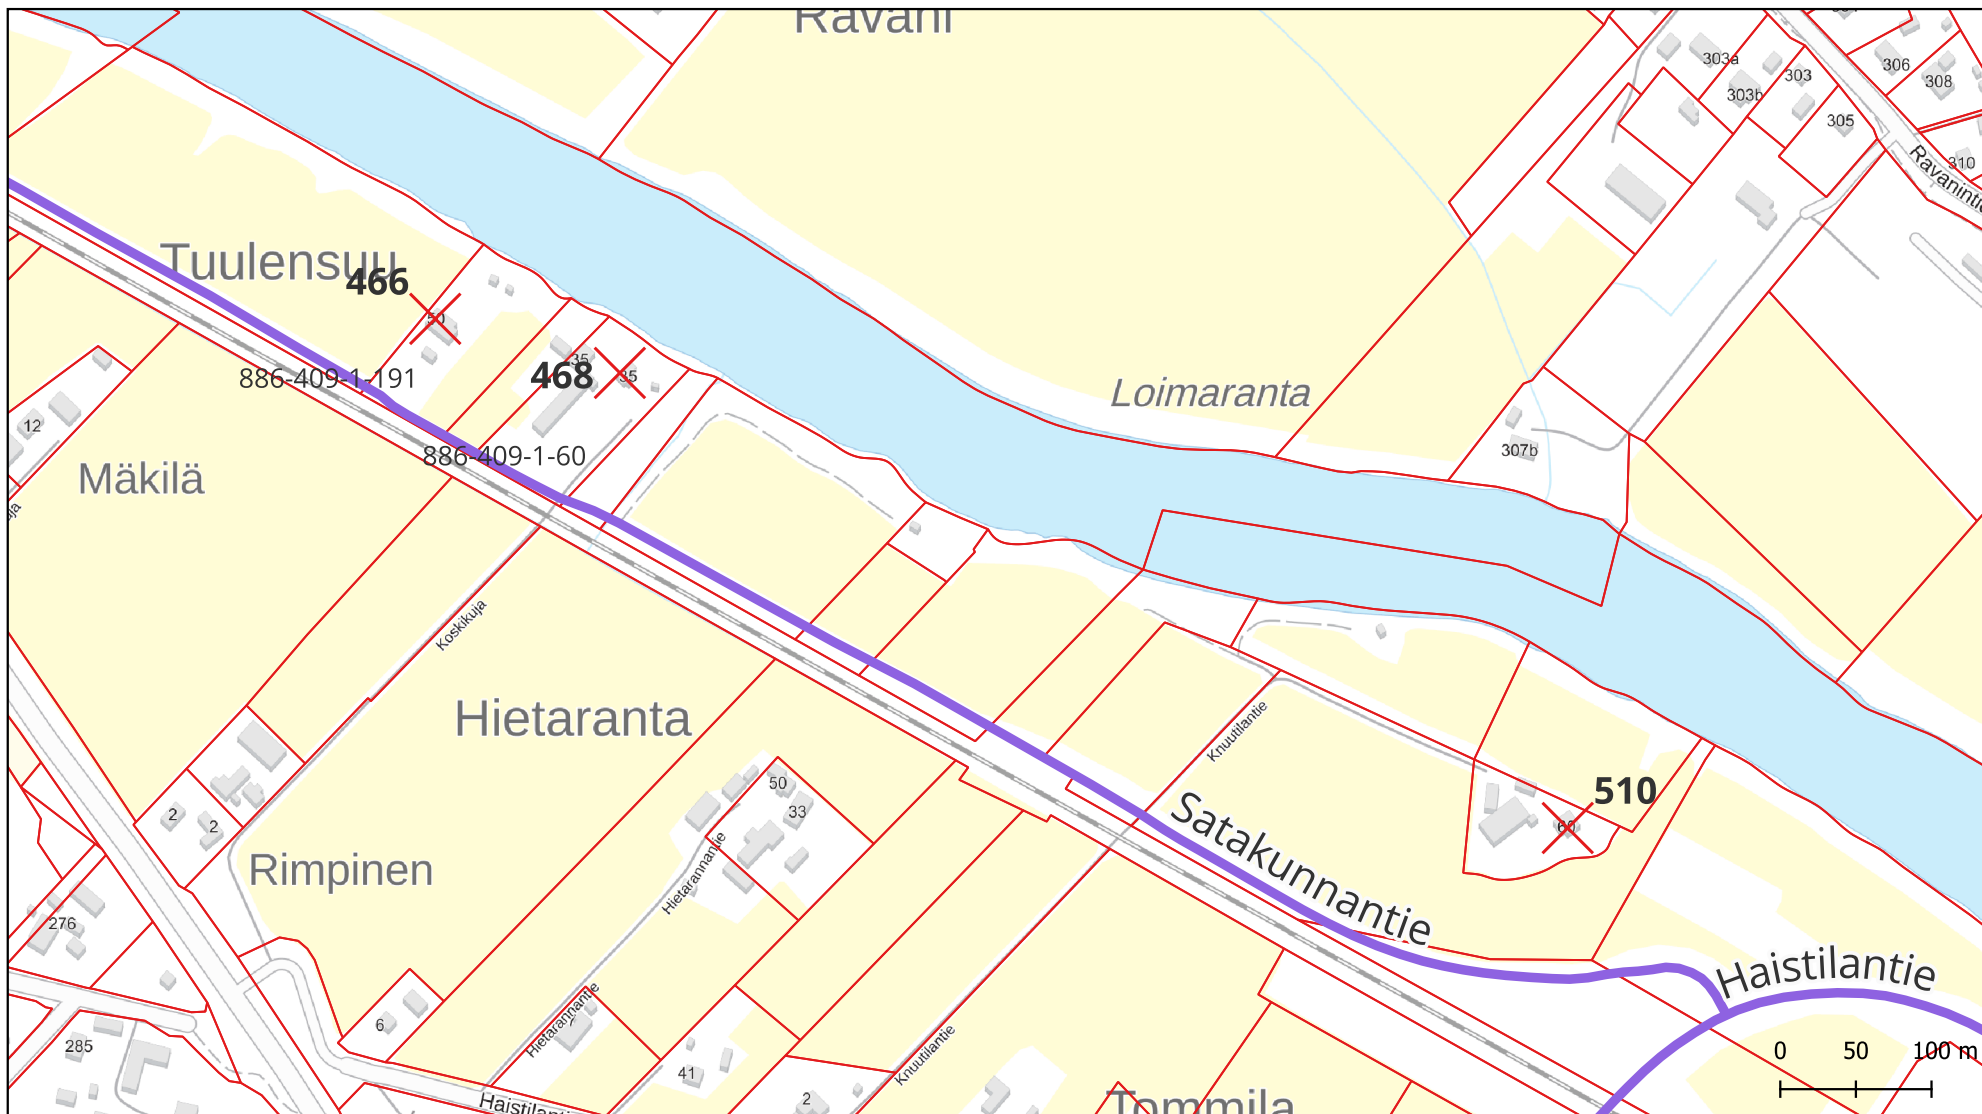 Ravani
303a
306
303
308
303b
305
310
Ravanintie
Tuulensuu
466
50
35
468
35
886-409-1-191
Loimaranta
12
886-409-1-60
307b
Mäkilä
Koskikuja
Hietaranta
Knuutilantie
50
510
33
2
2
60
Satakunnantie
Rimpinen
Hietarannantie
276
Haistilantie
Hietarannantie
6
285
Knuutilantie
0 50 100 m
41
2
Haistilantie
Tommila